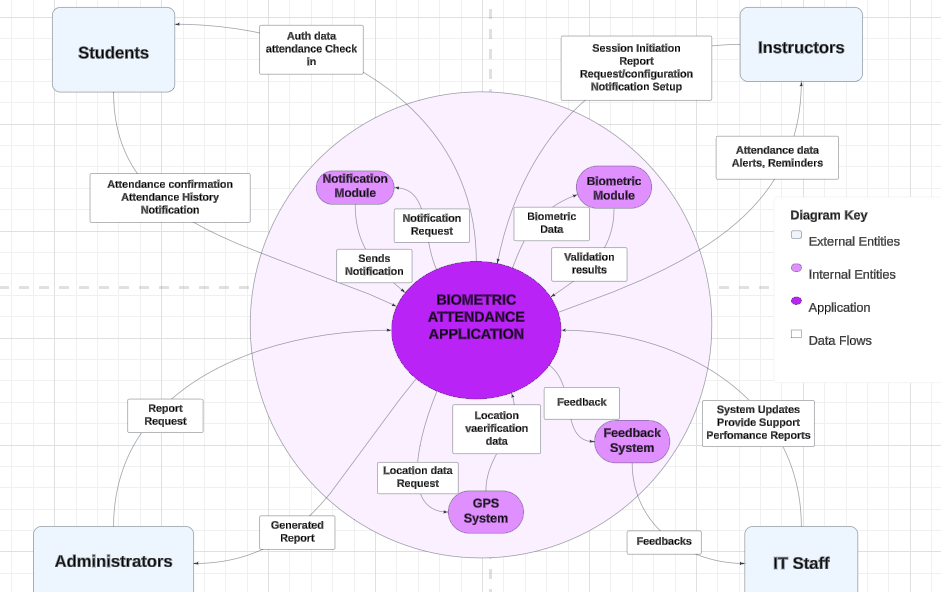 Students
Auth data
attendance Check
in
Session Initiation
Report
Request/configuration
Notification Setup
Instructors
Attendance data
Alerts, Reminders
Attendance confirmation
Attendance History
Notification
Notification
Module
Biometric
Module
Notification
Request
Biometric
Data
Sends
Notification
Validation
results
Diagram Key
External Entities
Internal Entities
Application
Data Flows
BIOMETRIC
ATTENDANCE
APPLICATION
Report
Request
Location
vaerification
data
Feedback
Feedback
System
System Updates
Provide Support
Perfomance Reports
Location data
Request
GPS
System
Generated
Report
Feedbacks
Administrators
IT Staff